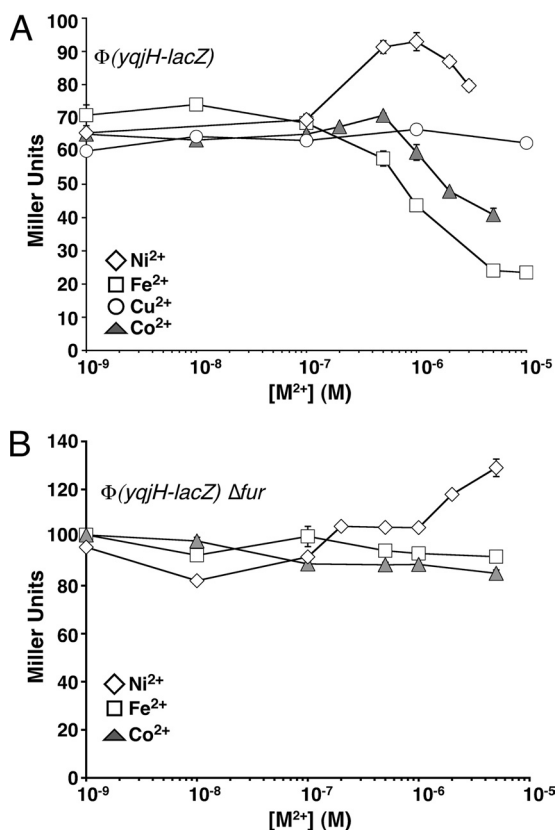 A
100
90
80
70
60
50
40
30
20
10
0
Miller Units
Φ(yqjH-lacZ)
Ni2+
Fe2+
Cu2+
Co2+
10-9 10-8 10-7 10-6 10-5
[M2+] (M)
B
140
120
100
80
60
40
20
0
Miller Units
Φ(yqjH-lacZ) Δfur
Ni2+
Fe2+
Co2+
10-9 10-8 10-7 10-6 10-5
[M2+] (M)